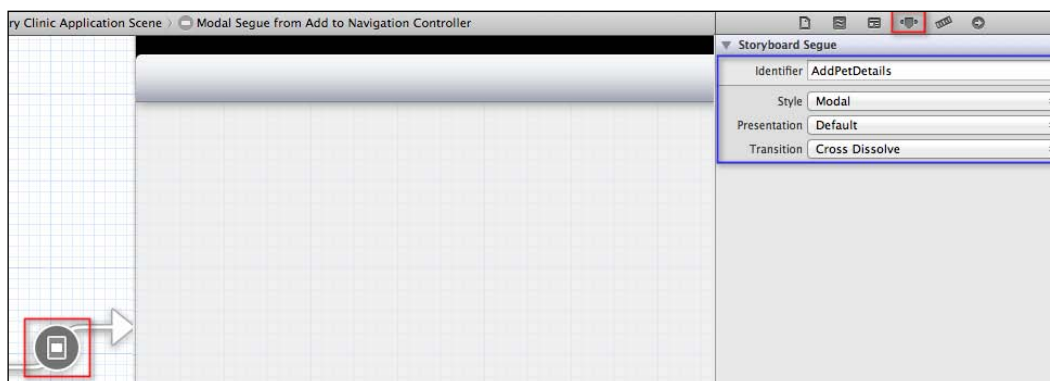 ry Clinic Application Scene Modal Segue from Add to Navigation Controller
Storyboard Segue
Identifier AddPetDetails
Style Modal
Presentation Default
Transition Cross Dissolve